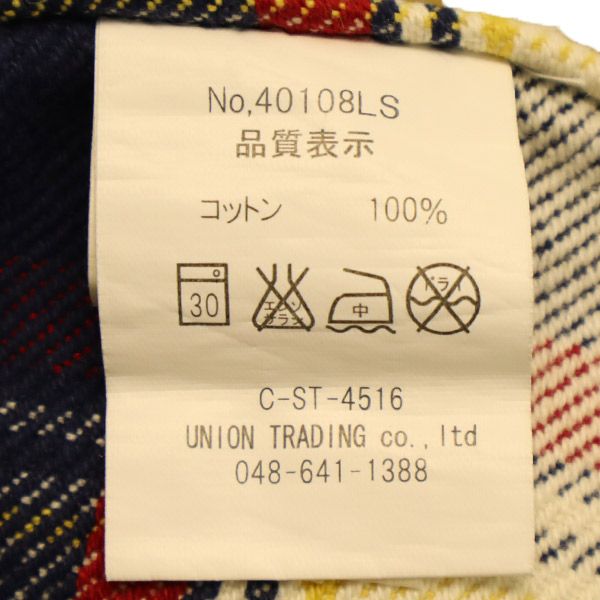 No,40108LS
品質表示
コットン 100%
30 エンソ 中 ドライ
サラシ
C-ST-4516
UNION TRADING co.,ltd
048-641-1388